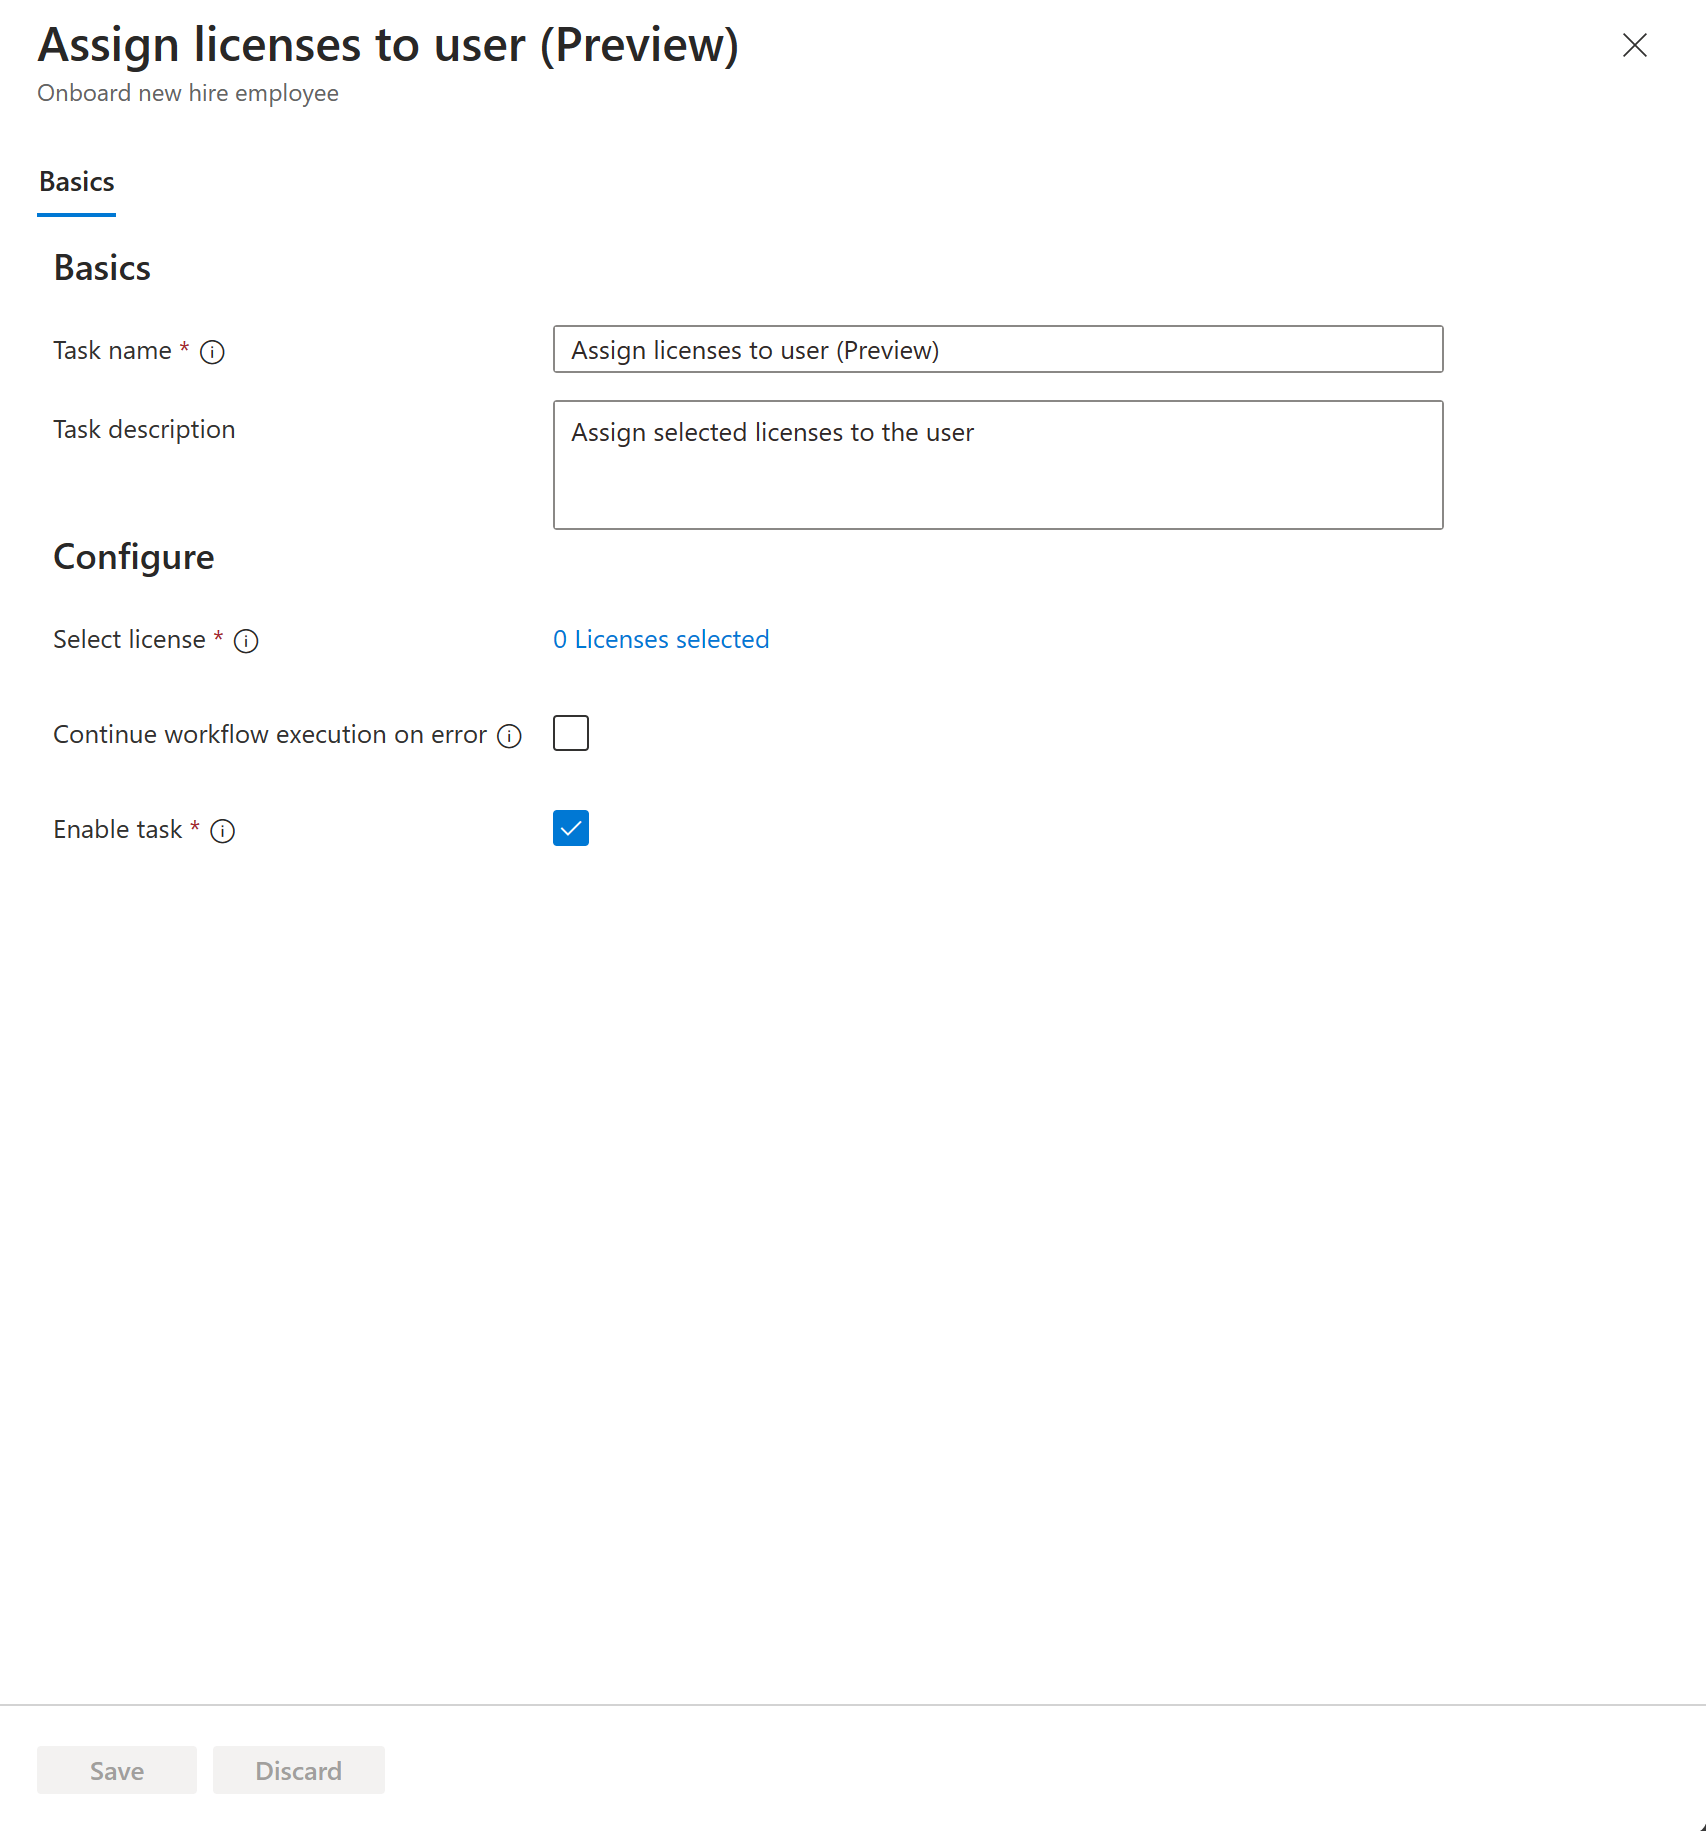 Assign licenses to user (Preview)
Onboard new hire employee
Basics
Basics
Task name *
Assign licenses to user (Preview)
Task description
Assign selected licenses to the user
Configure
Select license *
0 Licenses selected
Continue workflow execution on error
Enable task *
Save
Discard